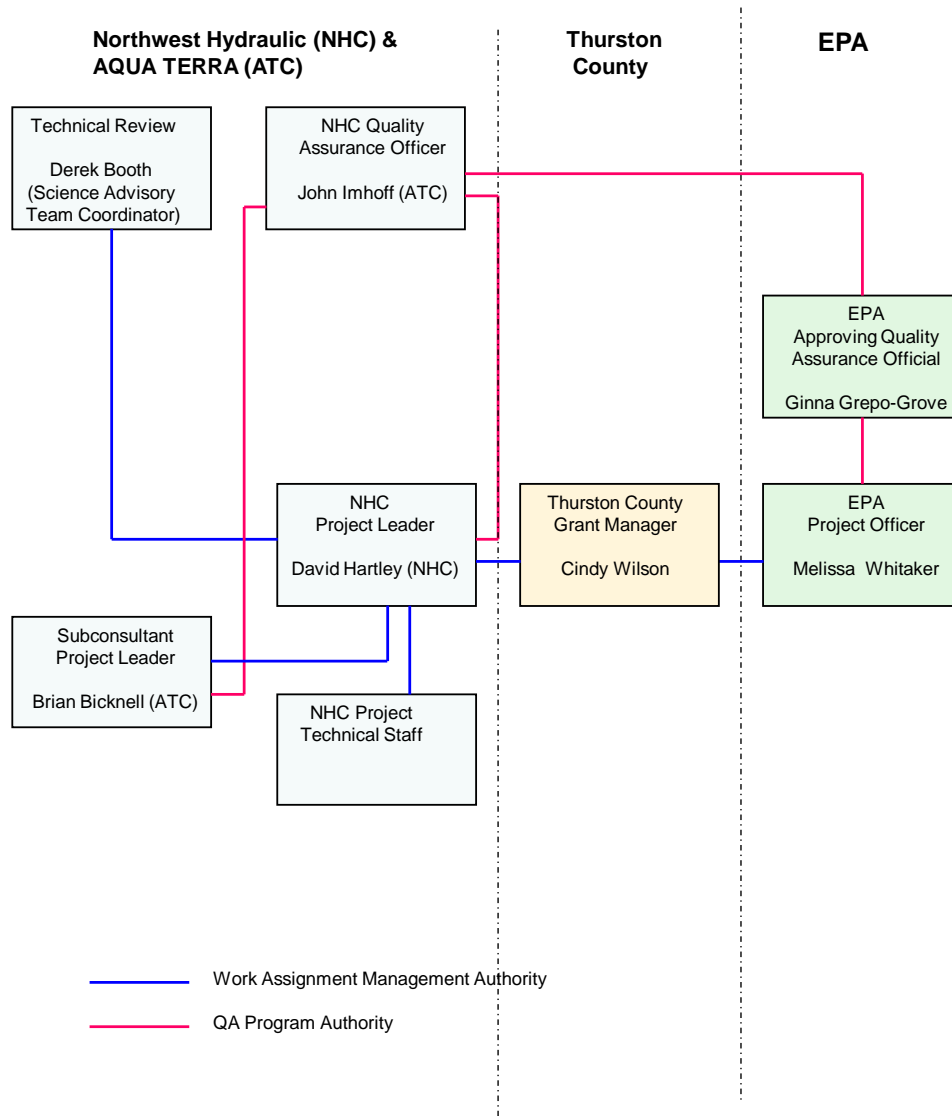 Northwest Hydraulic (NHC) &
AQUA TERRA (ATC)
Thurston
County
EPA
Technical Review
Derek Booth
(Science Advisory
Team Coordinator)
NHC Quality
Assurance Officer
John Imhoff (ATC)
EPA
Approving Quality
Assurance Official
Ginna Grepo-Grove
NHC
Project Leader
David Hartley (NHC)
Thurston County
Grant Manager
Cindy Wilson
EPA
Project Officer
Melissa Whitaker
Subconsultant
Project Leader
Brian Bicknell (ATC)
NHC Project
Technical Staff
Work Assignment Management Authority
QA Program Authority